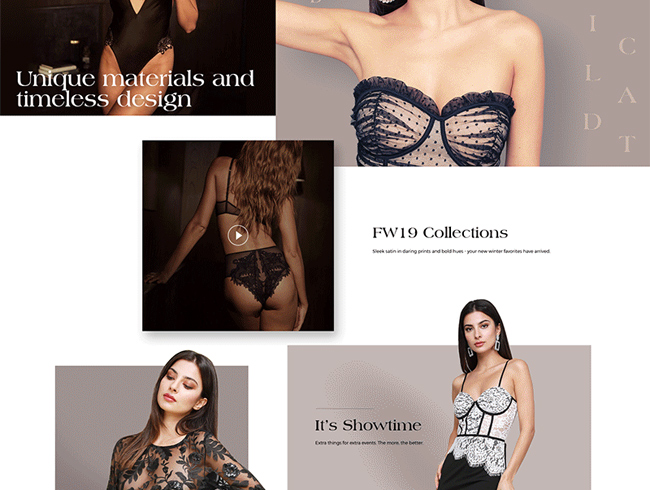 Unique materials and
timeless design
I
L
D
C
A
T
FW19 Collections
Sleek satin in daring prints and bold hues - your new winter favorites have arrived.
It's Showtime
Extra things for extra events. The more, the better.